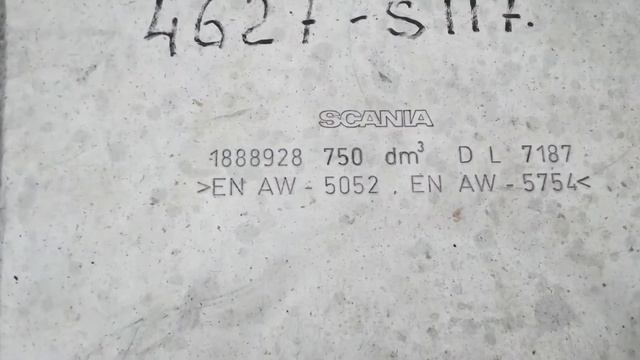 4627-S117.
SCANIA
1888928 750 dm³ D L 7187
>EN AW-5052 . EN AW-5754<